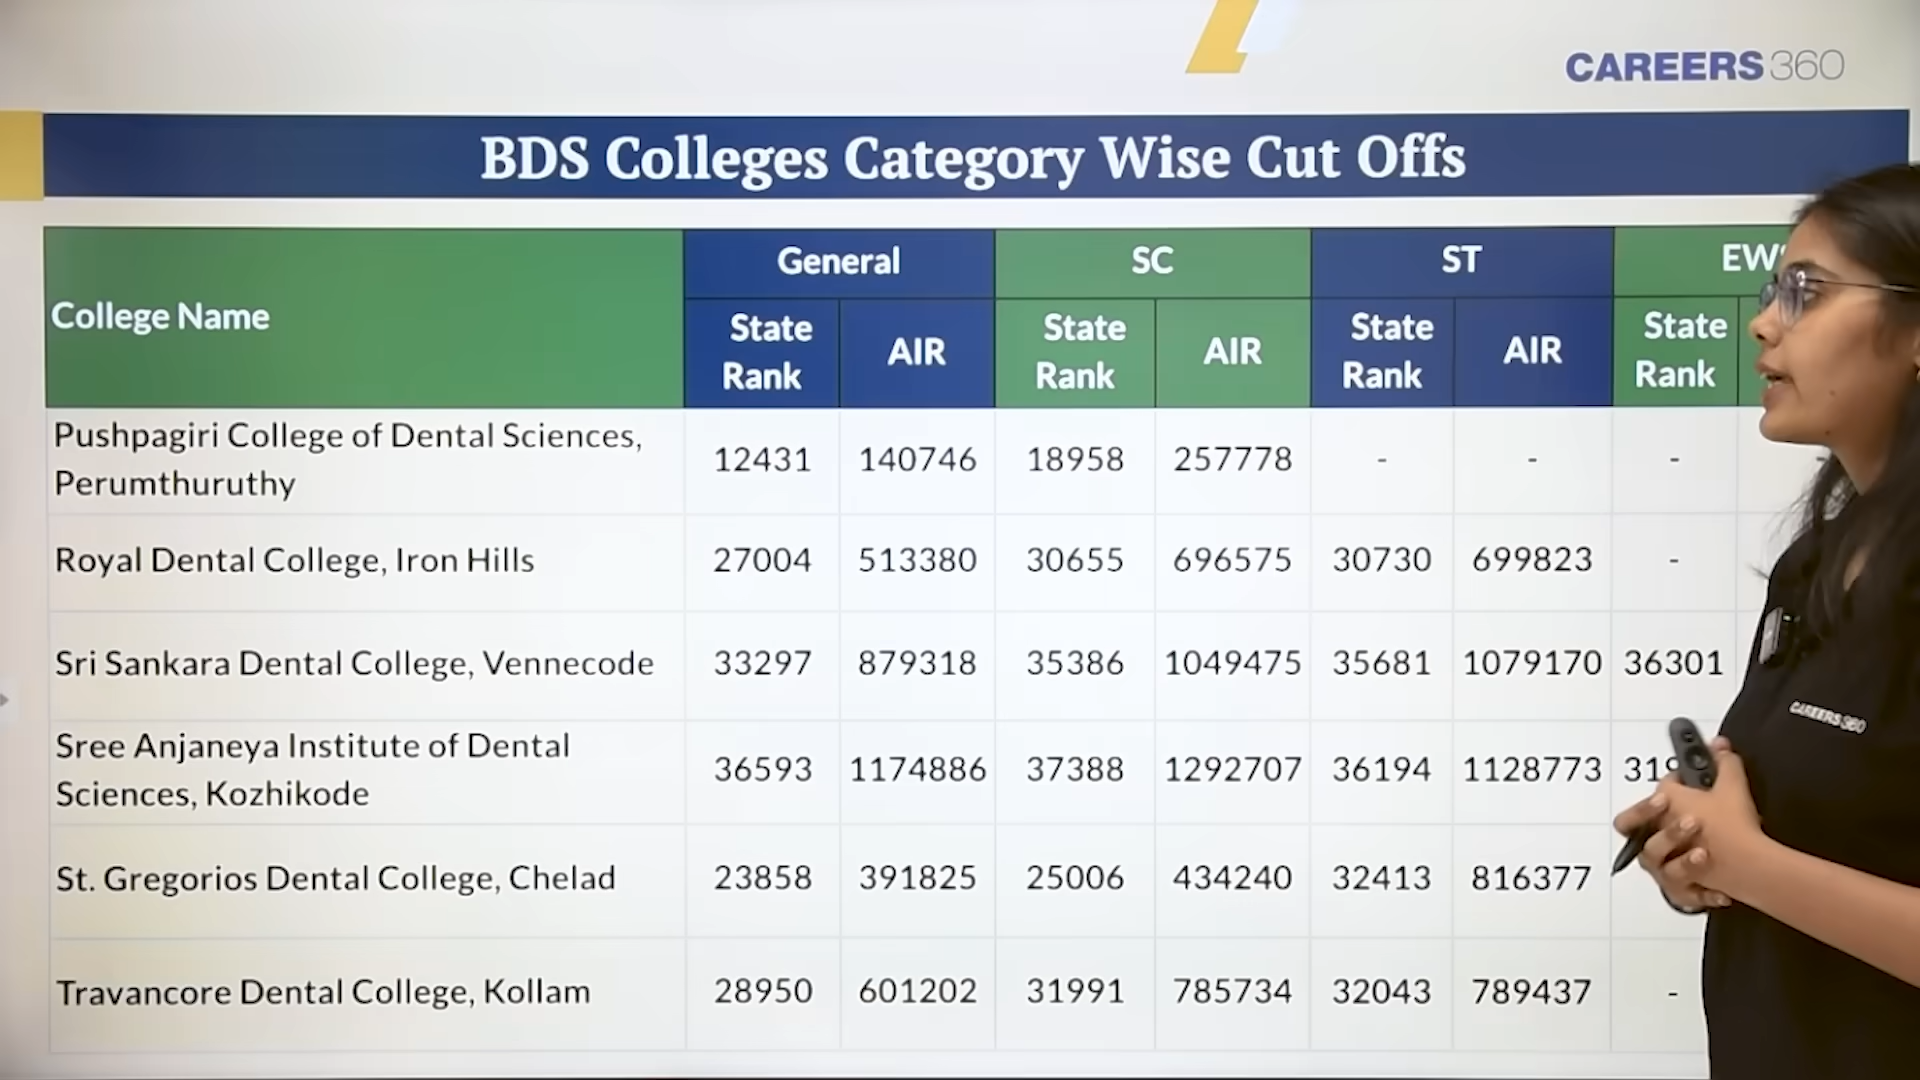 CAREERS360
BDS Colleges Category Wise Cut Offs
College Name General SC ST
State Rank AIR State Rank AIR State Rank AIR State Rank
Pushpagiri College of Dental Sciences,
Perumthuruthy 12431 140746 18958 257778 - - - -
Royal Dental College, Iron Hills 27004 513380 30655 696575 30730 699823 -
Sri Sankara Dental College, Vennecode 33297 879318 35386 1049475 35681 1079170 36301
Sree Anjaneya Institute of Dental
Sciences, Kozhikode 36593 1174886 37388 1292707 36194 1128773
St. Gregorios Dental College, Chelad 23858 391825 25006 434240 32413 816377
Travancore Dental College, Kollam 28950 601202 31991 785734 32043 789437 -
CAREERS360